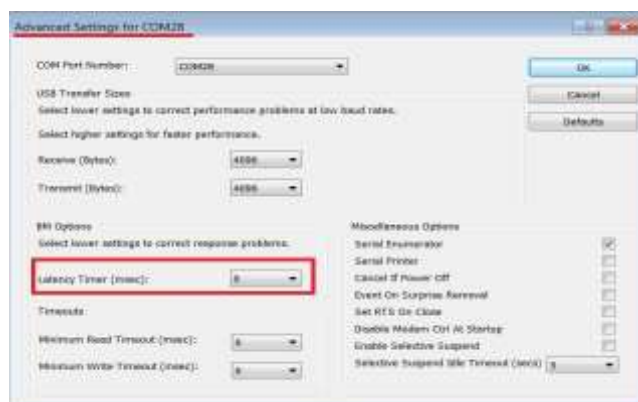 Advanced Settings for COM28
COM Port Number:
COM28
OK
USB Transfer Sizes
Cancel
Select lower settings to correct performance problems at low baud rates.
Defaults
Select higher settings for faster performance.
Receive (Bytes):
4096
Transmit (Bytes):
4096
BM Options
Miscellaneous Options
Select lower settings to correct response problems.
Serial Enumerator
Serial Printer
Latency Timer (msec):
Cancel If Power Off
Event On Surprise Removal
Timeouts
Set RTS On Close
Disable Modem Ctrl At Startup
Minimum Read Timeout (msec):
Enable Selective Suspend
Minimum Write Timeout (msec):
Selective Suspend Idle Timeout (secs)